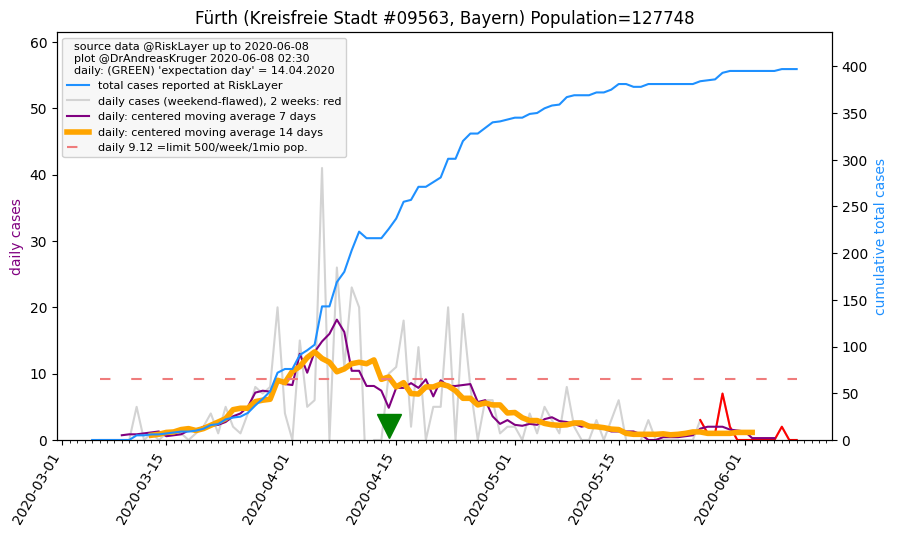 Fürth (Kreisfreie Stadt #09563, Bayern) Population=127748
source data @RiskLayer up to 2020-06-08
plot @DrAndreasKruger 2020-06-08 02:30
daily: (GREEN) 'expectation day' = 14.04.2020
total cases reported at RiskLayer
daily cases (weekend-flawed), 2 weeks: red
daily: centered moving average 7 days
daily: centered moving average 14 days
daily 9.12 =limit 500/week/1mio pop.
daily cases
60
50
40
30
20
10
0
cumulative total cases
400
350
300
250
200
150
100
50
0
2020-03-01
2020-03-15
2020-04-01
2020-04-15
2020-05-01
2020-05-15
2020-06-01